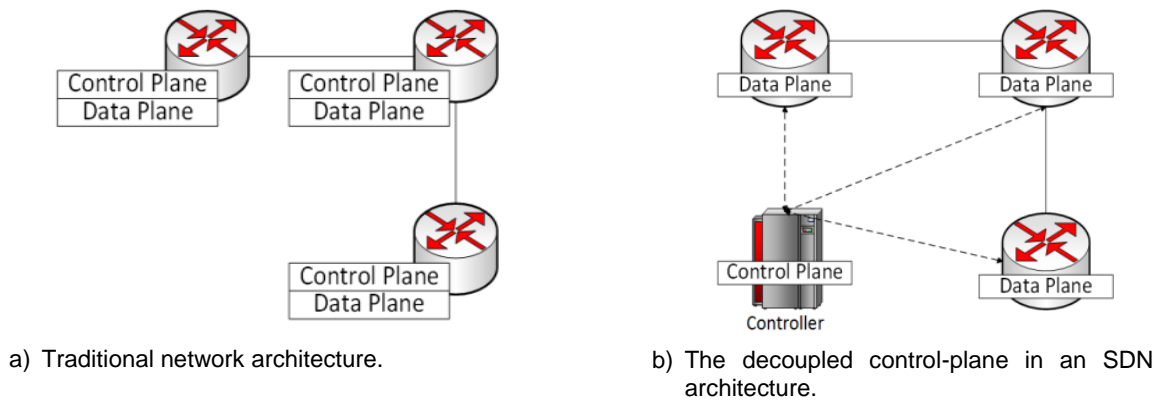 Control Plane
Data Plane
Control Plane
Data Plane
Control Plane
Data Plane
a) Traditional network architecture.
Data Plane
Data Plane
Control Plane
Data Plane
Controller
b) The decoupled control-plane in an SDN
architecture.